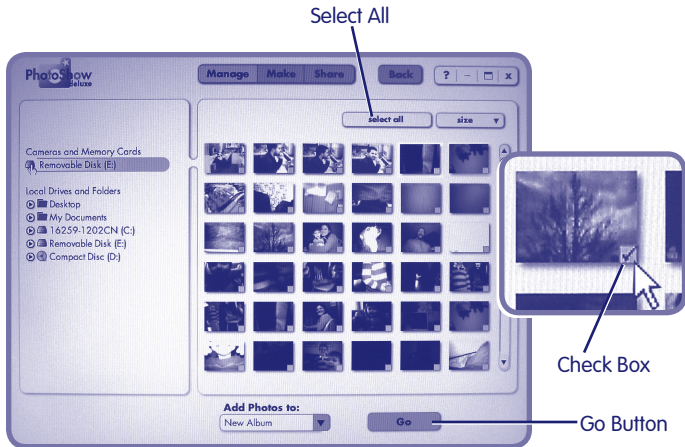 Select All
PhotoShow
deluxe
Manage Make Share Back ? – x
select all size
Cameras and Memory Cards
Removable Disk (E:)
Local Drives and Folders
Desktop
My Documents
16259-1202CN (C:)
Removable Disk (E:)
Compact Disc (D:)
Check Box
Add Photos to:
New Album Go
Go Button